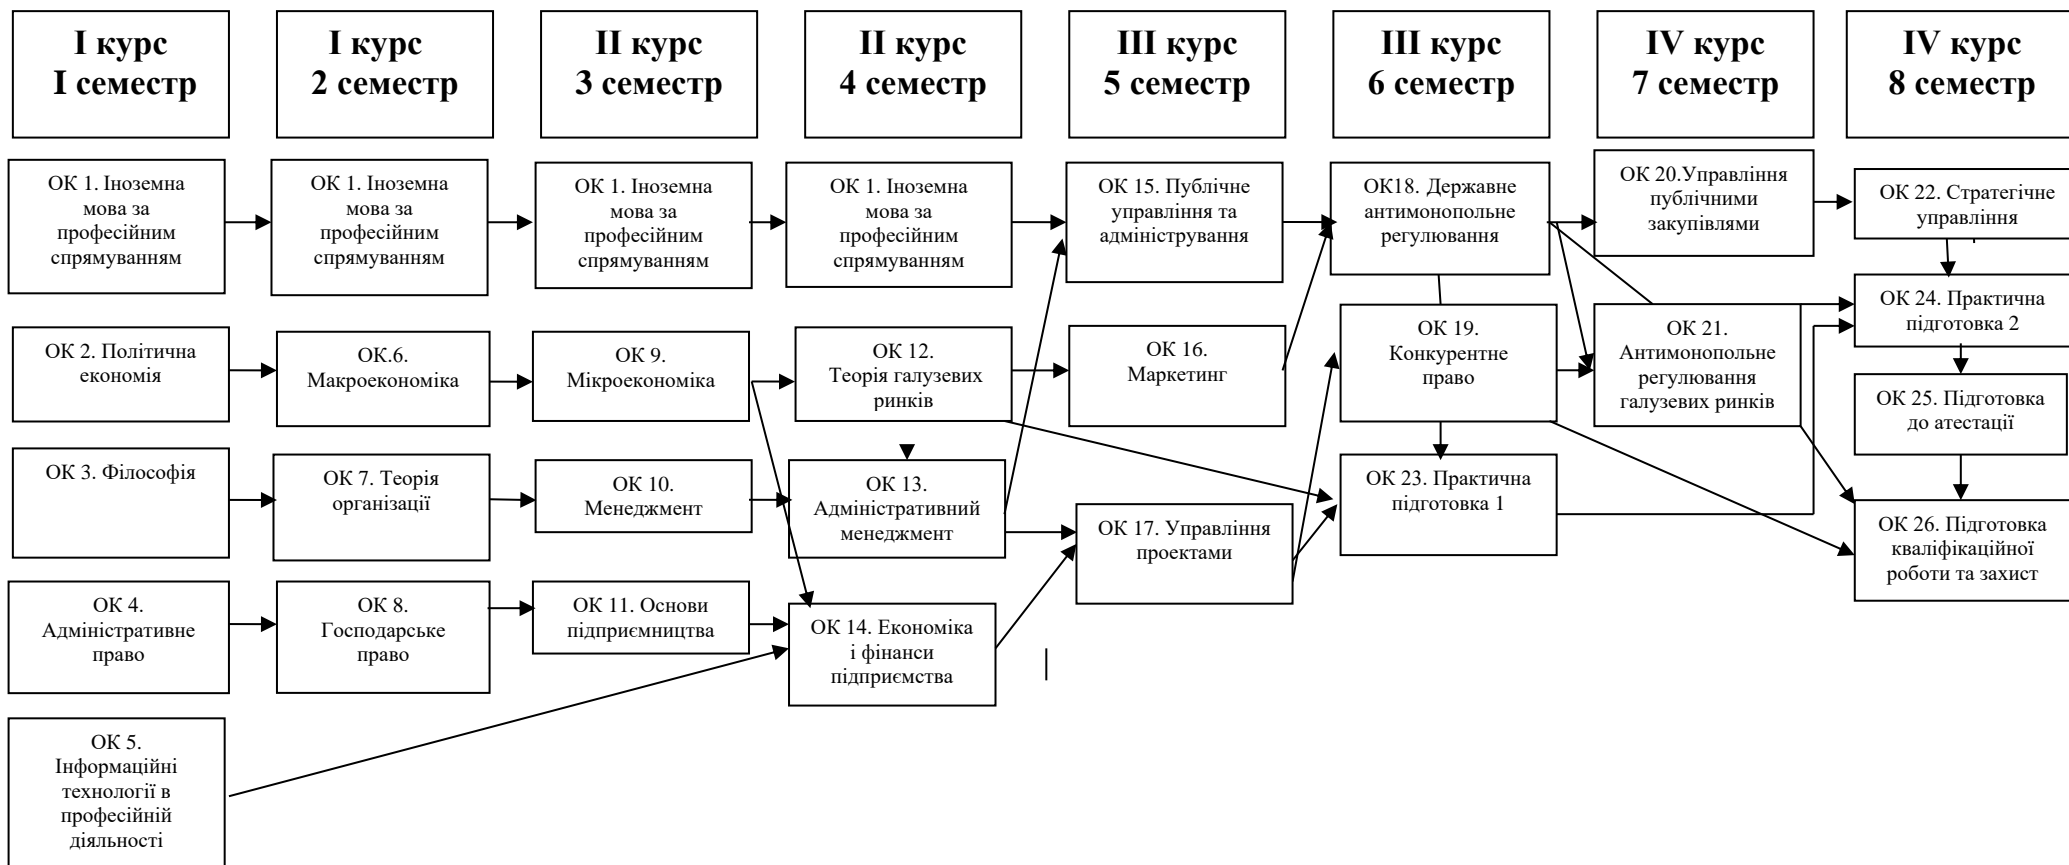 I курс
I семестр
I курс
2 семестр
II курс
3 семестр
II курс
4 семестр
III курс
5 семестр
III курс
6 семестр
IV курс
7 семестр
IV курс
8 семестр
ОК 1. Іноземна
мова за
професійним
спрямуванням
ОК 1. Іноземна
мова за
професійним
спрямуванням
ОК 1. Іноземна
мова за
професійним
спрямуванням
ОК 1. Іноземна
мова за
професійним
спрямуванням
ОК 15. Публічне
управління та
адміністрування
ОК18. Державне
антимонопольне
регулювання
ОК 20.Управління
публічними
закупівлями
ОК 22. Стратегічне
управління
ОК 2. Політична
економія
ОК.6.
Макроекономіка
ОК 9.
Мікроекономіка
ОК 12.
Теорія галузевих
ринків
ОК 16.
Маркетинг
ОК 19.
Конкурентне
право
ОК 21.
Антимонопольне
регулювання
галузевих ринків
ОК 24. Практична
підготовка 2
ОК 25. Підготовка
до атестації
ОК 3. Філософія
ОК 7. Теорія
організації
ОК 10.
Менеджмент
ОК 13.
Адміністративний
менеджмент
ОК 17. Управління
проектами
ОК 23. Практична
підготовка 1
ОК 26. Підготовка
кваліфікаційної
роботи та захист
ОК 4.
Адміністративне
право
ОК 8.
Господарське
право
ОК 11. Основи
підприємництва
ОК 14. Економіка
і фінанси
підприємства
ОК 5.
Інформаційні
технології в
професійній
діяльності